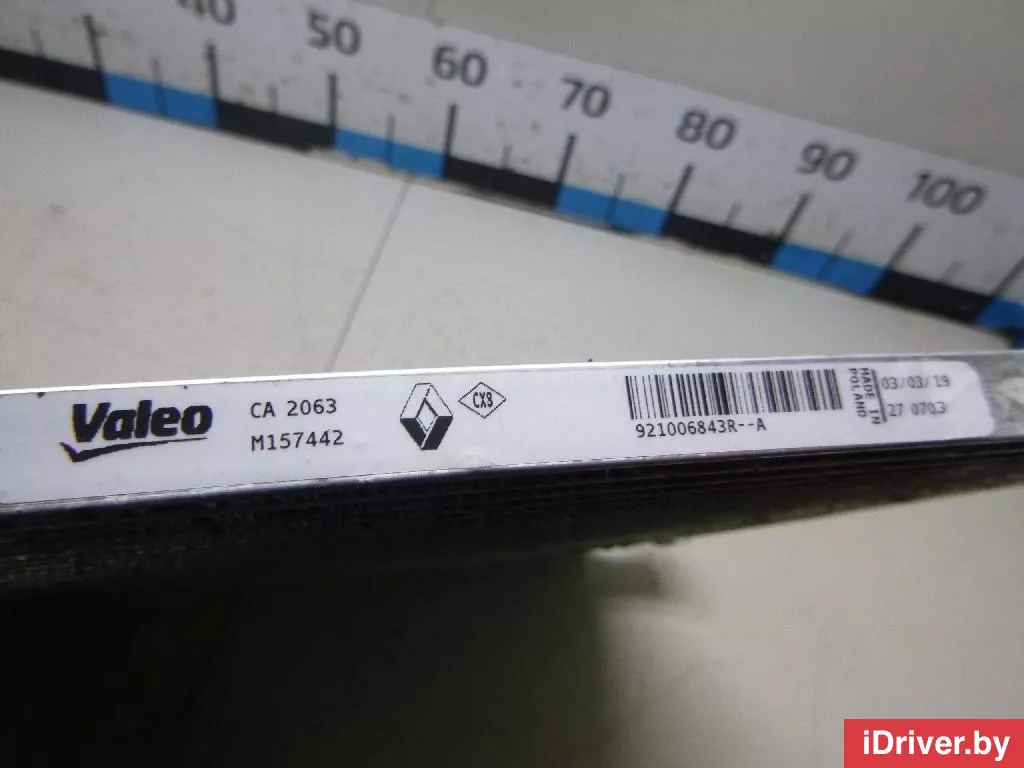 40 50 60 70 80 90 100
Valeo
CA 2063
M157442
CX3
921006843R--A
MADE IN
POLAND
03/03/19
27 0703
iDriver.by